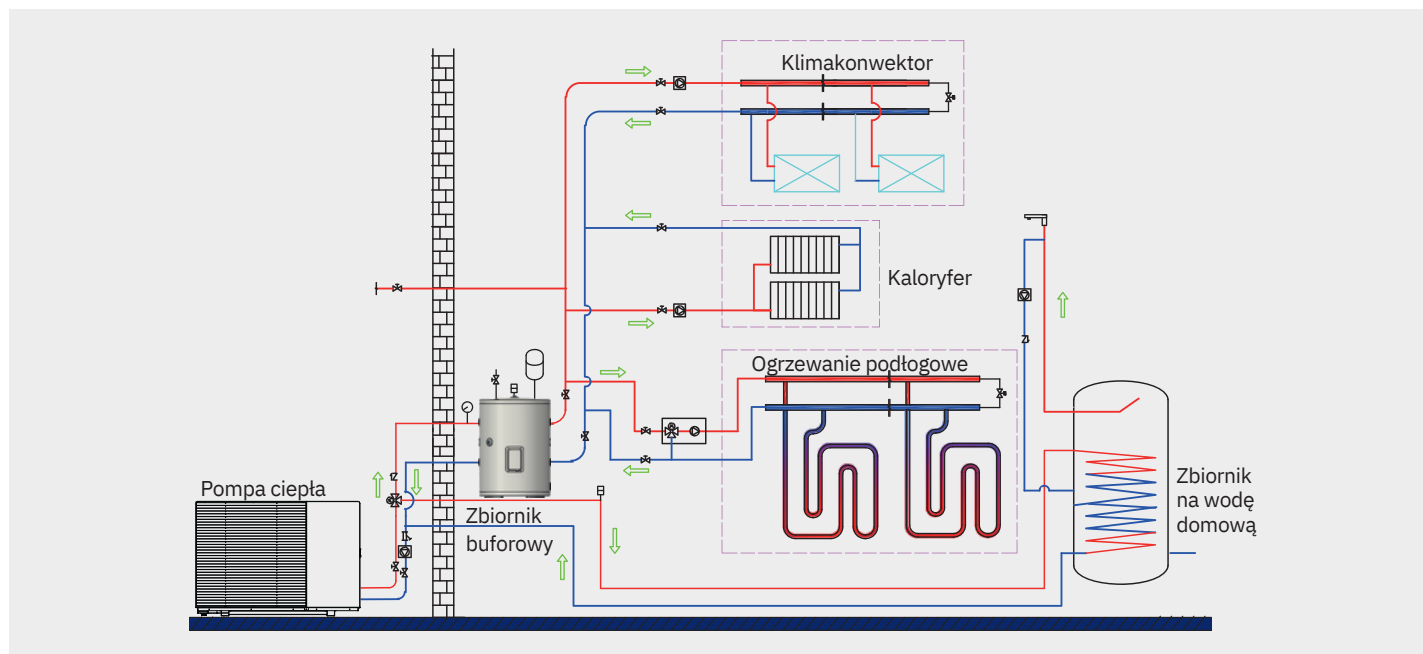 Klimakonwektor
Kaloryfer
Ogrzewanie podłogowe
Pompa ciepła
Zbiornik
buforowy
Zbiornik
na wodę
domową